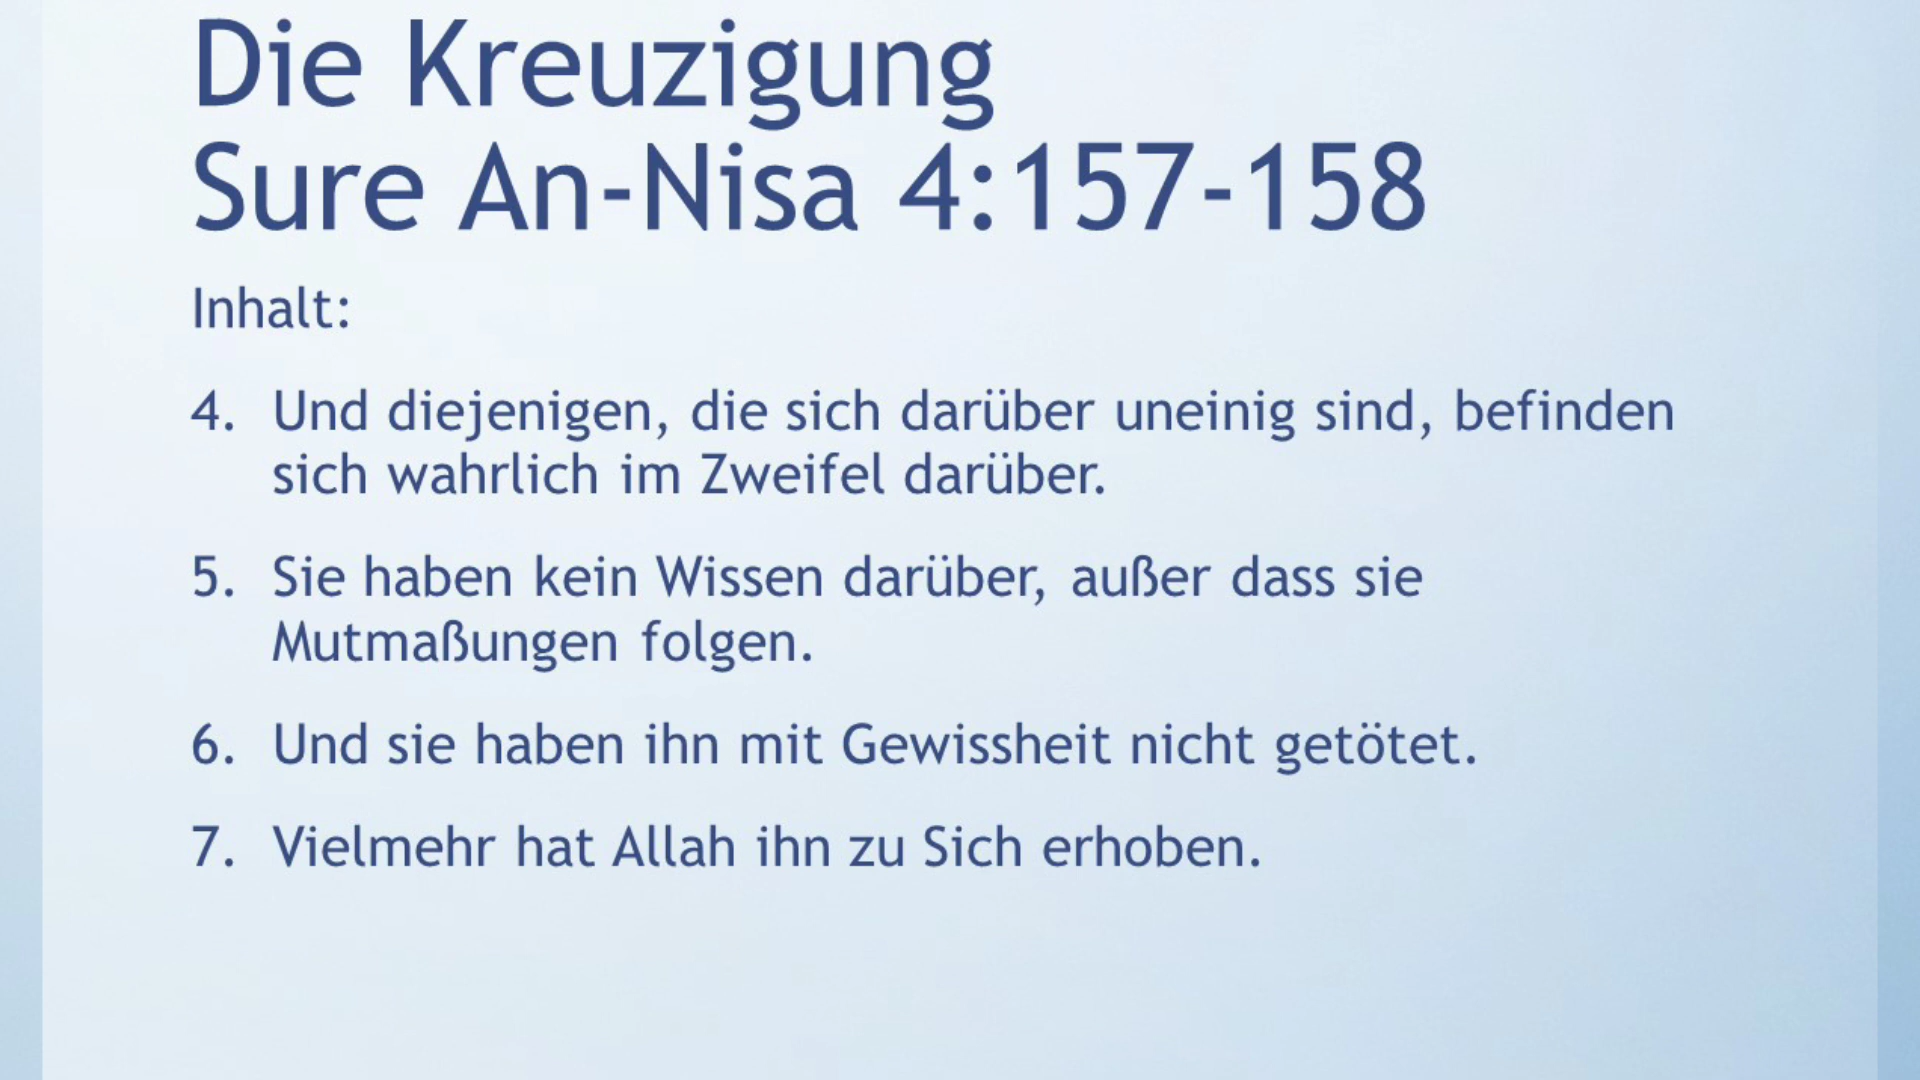 Die Kreuzigung
Sure An-Nisa 4:157-158
Inhalt:
4. Und diejenigen, die sich darüber uneinig sind, befinden
sich wahrlich im Zweifel darüber.
5. Sie haben kein Wissen darüber, außer dass sie
Mutmaßungen folgen.
6. Und sie haben ihn mit Gewissheit nicht getötet.
7. Vielmehr hat Allah ihn zu Sich erhoben.